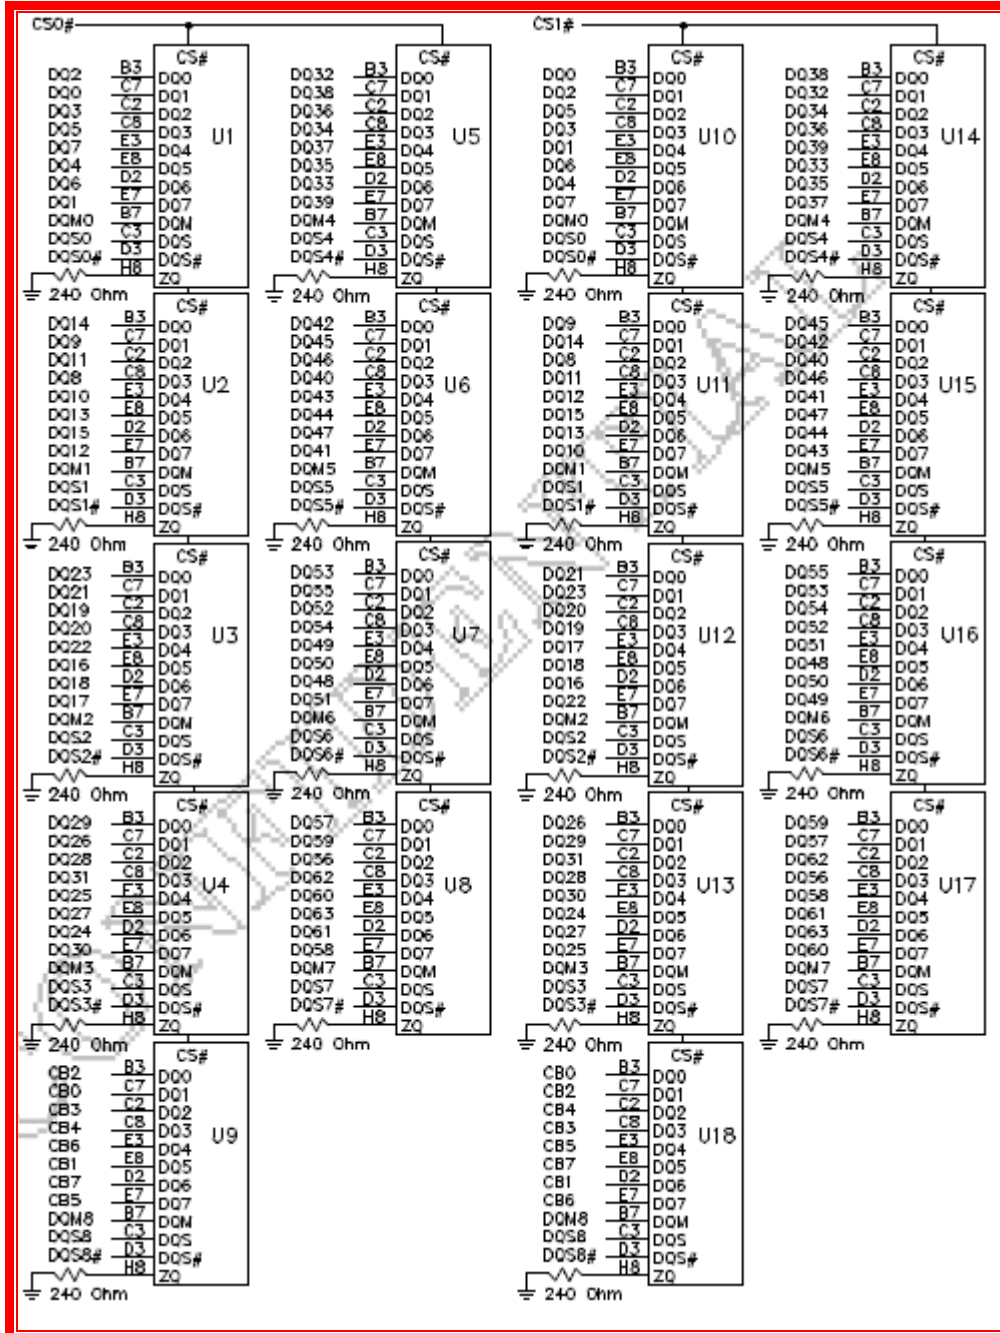 CS0#
CS#
DQ2 B3 DQ0
DQ0 C7 DQ1
DQ3 C2 DQ2
DQ5 C8 DQ3
DQ7 E3 DQ4
DQ4 E8 DQ5
DQ6 D2 DQ6
DQ1 E7 DQ7
DQM0 B7 DQM
DQS0 C3 DQS
DQS0# D3 DQS#
H8 ZQ
240 Ohm
U1
CS#
DQ14 B3 DQ0
DQ9 C7 DQ1
DQ11 C2 DQ2
DQ8 C8 DQ3
DQ10 E3 DQ4
DQ13 E8 DQ5
DQ15 D2 DQ6
DQ12 E7 DQ7
DQM1 B7 DQM
DQS1 C3 DQS
DQS1# D3 DQS#
H8 ZQ
240 Ohm
U2
CS#
DQ23 B3 DQ0
DQ21 C7 DQ1
DQ19 C2 DQ2
DQ20 C8 DQ3
DQ22 E3 DQ4
DQ16 E8 DQ5
DQ18 D2 DQ6
DQ17 E7 DQ7
DQM2 B7 DQM
DQS2 C3 DQS
DQS2# D3 DQS#
H8 ZQ
240 Ohm
U3
CS#
DQ29 B3 DQ0
DQ26 C7 DQ1
DQ28 C2 DQ2
DQ31 C8 DQ3
DQ25 E3 DQ4
DQ27 E8 DQ5
DQ24 D2 DQ6
DQ30 E7 DQ7
DQM3 B7 DQM
DQS3 C3 DQS
DQS3# D3 DQS#
H8 ZQ
240 Ohm
U4
CS#
CB2 B3 DQ0
CB0 C7 DQ1
CB3 C2 DQ2
CB4 C8 DQ3
CB6 E3 DQ4
CB1 E8 DQ5
CB7 D2 DQ6
CB5 E7 DQ7
DQM8 B7 DQM
DQS8 C3 DQS
DQS8# D3 DQS#
H8 ZQ
240 Ohm
U9
CS#
DQ32 B3 DQ0
DQ38 C7 DQ1
DQ36 C2 DQ2
DQ34 C8 DQ3
DQ37 E3 DQ4
DQ35 E8 DQ5
DQ33 D2 DQ6
DQ39 E7 DQ7
DQM4 B7 DQM
DQS4 C3 DQS
DQS4# D3 DQS#
H8 ZQ
240 Ohm
U5
CS#
DQ42 B3 DQ0
DQ45 C7 DQ1
DQ46 C2 DQ2
DQ40 C8 DQ3
DQ43 E3 DQ4
DQ44 E8 DQ5
DQ47 D2 DQ6
DQ41 E7 DQ7
DQM5 B7 DQM
DQS5 C3 DQS
DQS5# D3 DQS#
H8 ZQ
240 Ohm
U6
CS#
DQ53 B3 DQ0
DQ55 C7 DQ1
DQ52 C2 DQ2
DQ54 C8 DQ3
DQ49 E3 DQ4
DQ50 E8 DQ5
DQ48 D2 DQ6
DQ51 E7 DQ7
DQM6 B7 DQM
DQS6 C3 DQS
DQS6# D3 DQS#
H8 ZQ
240 Ohm
U7
CS#
DQ57 B3 DQ0
DQ59 C7 DQ1
DQ56 C2 DQ2
DQ62 C8 DQ3
DQ60 E3 DQ4
DQ63 E8 DQ5
DQ61 D2 DQ6
DQ58 E7 DQ7
DQM7 B7 DQM
DQS7 C3 DQS
DQS7# D3 DQS#
H8 ZQ
240 Ohm
U8
CS1#
CS#
DQ0 B3 DQ0
DQ2 C7 DQ1
DQ5 C2 DQ2
DQ3 C8 DQ3
DQ1 E3 DQ4
DQ6 E8 DQ5
DQ4 D2 DQ6
DQ7 E7 DQ7
DQM0 B7 DQM
DQS0 C3 DQS
DQS0# D3 DQS#
H8 ZQ
240 Ohm
U10
CS#
DQ9 B3 DQ0
DQ14 C7 DQ1
DQ8 C2 DQ2
DQ11 C8 DQ3
DQ12 E3 DQ4
DQ15 E8 DQ5
DQ13 D2 DQ6
DQ10 E7 DQ7
DQM1 B7 DQM
DQS1 C3 DQS
DQS1# D3 DQS#
H8 ZQ
240 Ohm
U11
CS#
DQ21 B3 DQ0
DQ23 C7 DQ1
DQ20 C2 DQ2
DQ19 C8 DQ3
DQ17 E3 DQ4
DQ18 E8 DQ5
DQ16 D2 DQ6
DQ22 E7 DQ7
DQM2 B7 DQM
DQS2 C3 DQS
DQS2# D3 DQS#
H8 ZQ
240 Ohm
U12
CS#
DQ26 B3 DQ0
DQ29 C7 DQ1
DQ31 C2 DQ2
DQ28 C8 DQ3
DQ30 E3 DQ4
DQ24 E8 DQ5
DQ27 D2 DQ6
DQ25 E7 DQ7
DQM3 B7 DQM
DQS3 C3 DQS
DQS3# D3 DQS#
H8 ZQ
240 Ohm
U13
CS#
CB0 B3 DQ0
CB2 C7 DQ1
CB4 C2 DQ2
CB3 C8 DQ3
CB5 E3 DQ4
CB7 E8 DQ5
CB1 D2 DQ6
CB6 E7 DQ7
DQM8 B7 DQM
DQS8 C3 DQS
DQS8# D3 DQS#
H8 ZQ
240 Ohm
U18
CS#
DQ38 B3 DQ0
DQ32 C7 DQ1
DQ34 C2 DQ2
DQ36 C8 DQ3
DQ39 E3 DQ4
DQ33 E8 DQ5
DQ35 D2 DQ6
DQ37 E7 DQ7
DQM4 B7 DQM
DQS4 C3 DQS
DQS4# D3 DQS#
H8 ZQ
240 Ohm
U14
CS#
DQ45 B3 DQ0
DQ42 C7 DQ1
DQ40 C2 DQ2
DQ46 C8 DQ3
DQ41 E3 DQ4
DQ47 E8 DQ5
DQ44 D2 DQ6
DQ43 E7 DQ7
DQM5 B7 DQM
DQS5 C3 DQS
DQS5# D3 DQS#
H8 ZQ
240 Ohm
U15
CS#
DQ55 B3 DQ0
DQ53 C7 DQ1
DQ54 C2 DQ2
DQ52 C8 DQ3
DQ51 E3 DQ4
DQ48 E8 DQ5
DQ50 D2 DQ6
DQ49 E7 DQ7
DQM6 B7 DQM
DQS6 C3 DQS
DQS6# D3 DQS#
H8 ZQ
240 Ohm
U16
CS#
DQ59 B3 DQ0
DQ57 C7 DQ1
DQ62 C2 DQ2
DQ56 C8 DQ3
DQ58 E3 DQ4
DQ61 E8 DQ5
DQ63 D2 DQ6
DQ60 E7 DQ7
DQM7 B7 DQM
DQS7 C3 DQS
DQS7# D3 DQS#
H8 ZQ
240 Ohm
U17
CONFIDENTIAL